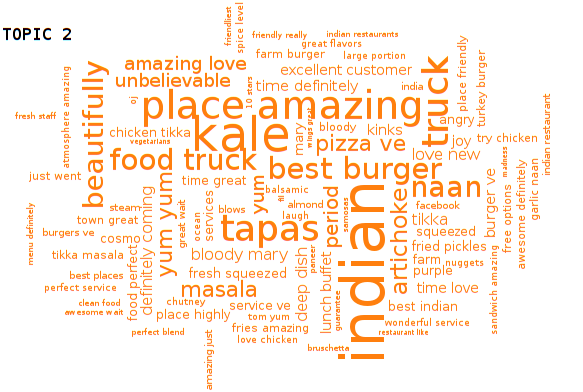 TOPIC 2
friendliest
spice level
friendly really
indian restaurants
great flavors
farm burger
large portion
amazing love
unbelievable
excellent customer
time definitely
india
atmosphere amazing
beautifully
oj
10 stars
truck
place friendly
turkey burger
indian restaurant
fresh staff
place amazing
kale
chicken tikka
vegetarians
mary
wings great
bloody
kinks
angry
joy
try chicken
pizza ve
love new
food truck
best burger
madness
just went
yum yum
time great
yum
balsamic
almond
laugh
period
indian
samosas
artichoke
naan
facebook
tikka
squeezed
burger ve
free options
awesome definitely
garlic naan
menu definitely
steam
town great
burgers ve
cosmo
definitely coming
great wait
ocean
services
blows
tapas
tikka masala
bloody mary
deep dish
paneer
lunch buffet
fried pickles
farm
purple
nuggets
sandwich amazing
best places
perfect service
food perfect
fresh squeezed
masala
time love
clean food
awesome wait
chutney
place highly
service ve
tom yum
guarantee
best indian
wonderful service
restaurant like
perfect blend
amazing just
fries amazing
love chicken
bruschetta